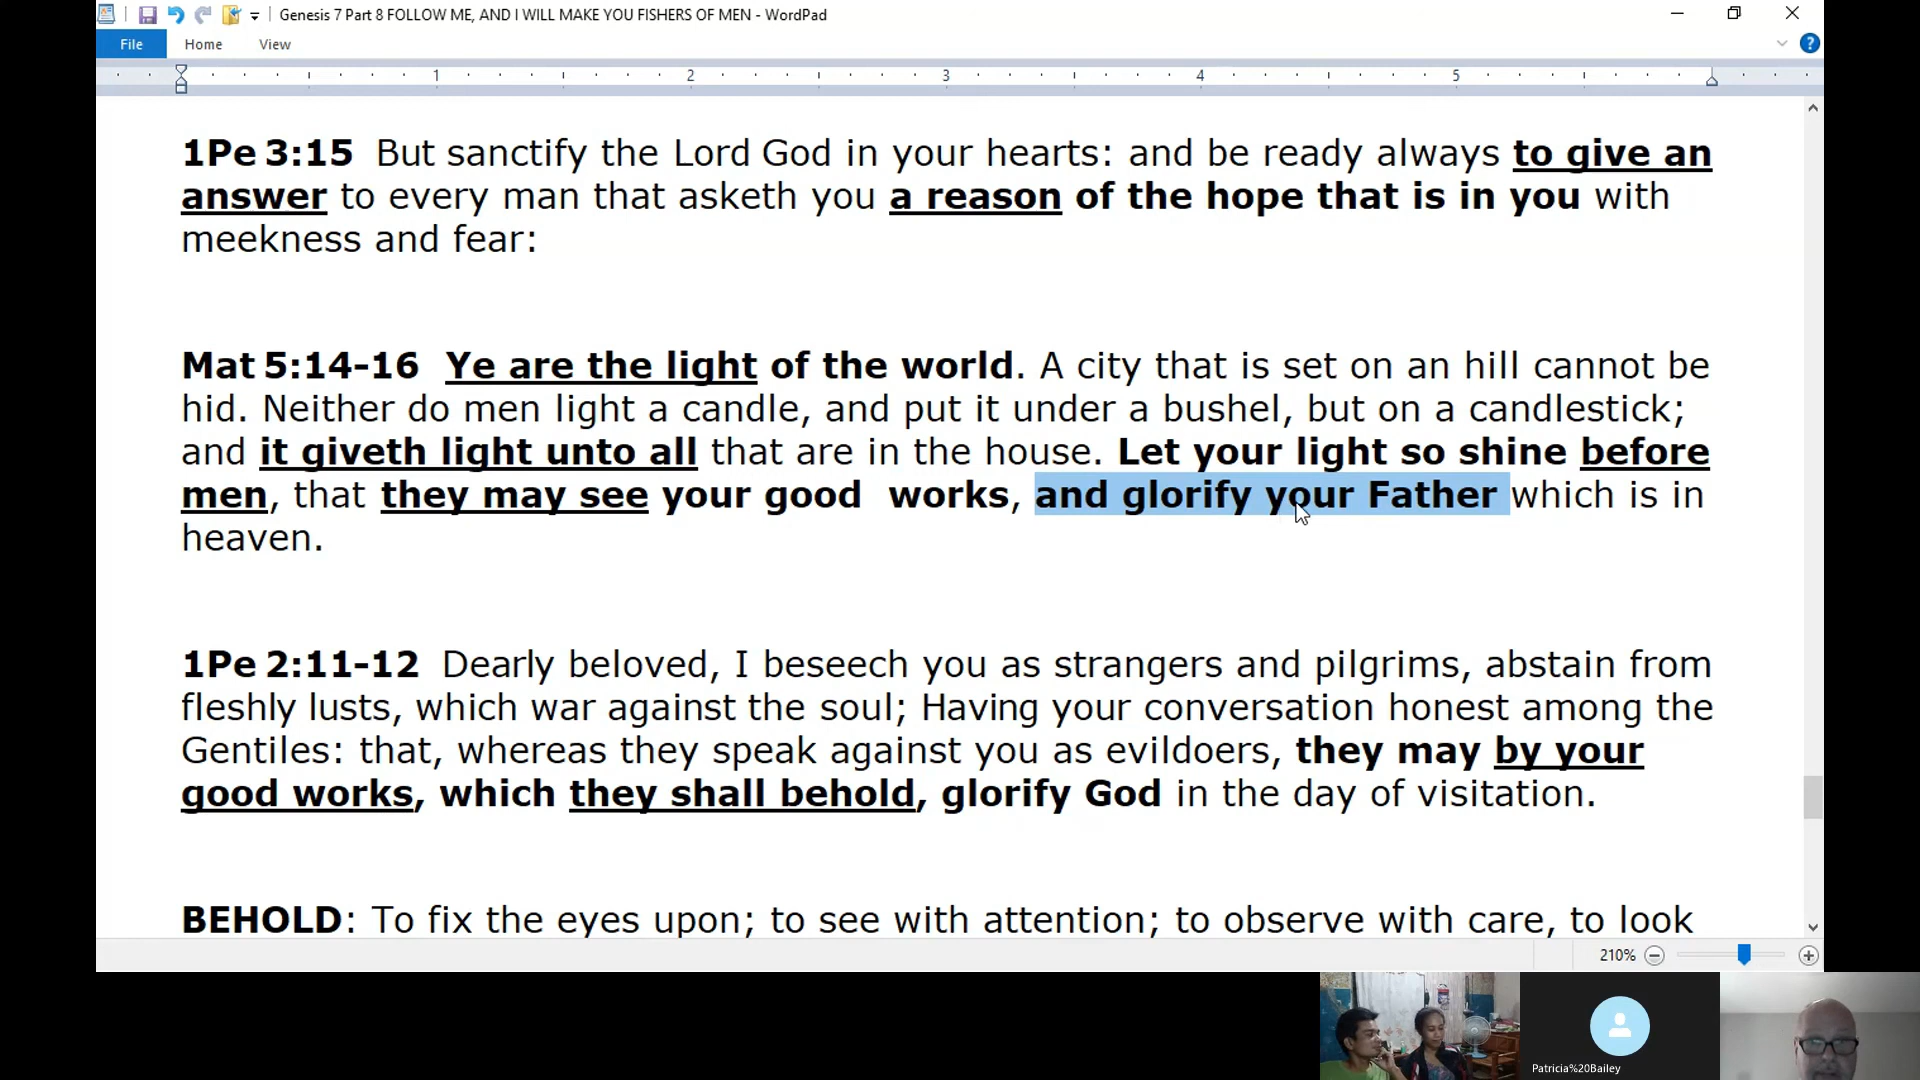 Genesis 7 Part 8 FOLLOW ME, AND I WILL MAKE YOU FISHERS OF MEN - WordPad
File Home View
1 2 3 4 5
1Pe 3:15 But sanctify the Lord God in your hearts: and be ready always to give an
answer to every man that asketh you a reason of the hope that is in you with
meekness and fear:
Mat 5:14-16 Ye are the light of the world. A city that is set on an hill cannot be
hid. Neither do men light a candle, and put it under a bushel, but on a candlestick;
and it giveth light unto all that are in the house. Let your light so shine before
men, that they may see your good works, and glorify your Father which is in
heaven.
1Pe 2:11-12 Dearly beloved, I beseech you as strangers and pilgrims, abstain from
fleshly lusts, which war against the soul; Having your conversation honest among the
Gentiles: that, whereas they speak against you as evildoers, they may by your
good works, which they shall behold, glorify God in the day of visitation.
BEHOLD: To fix the eyes upon; to see with attention; to observe with care, to look
210%
Patricia%20Bailey